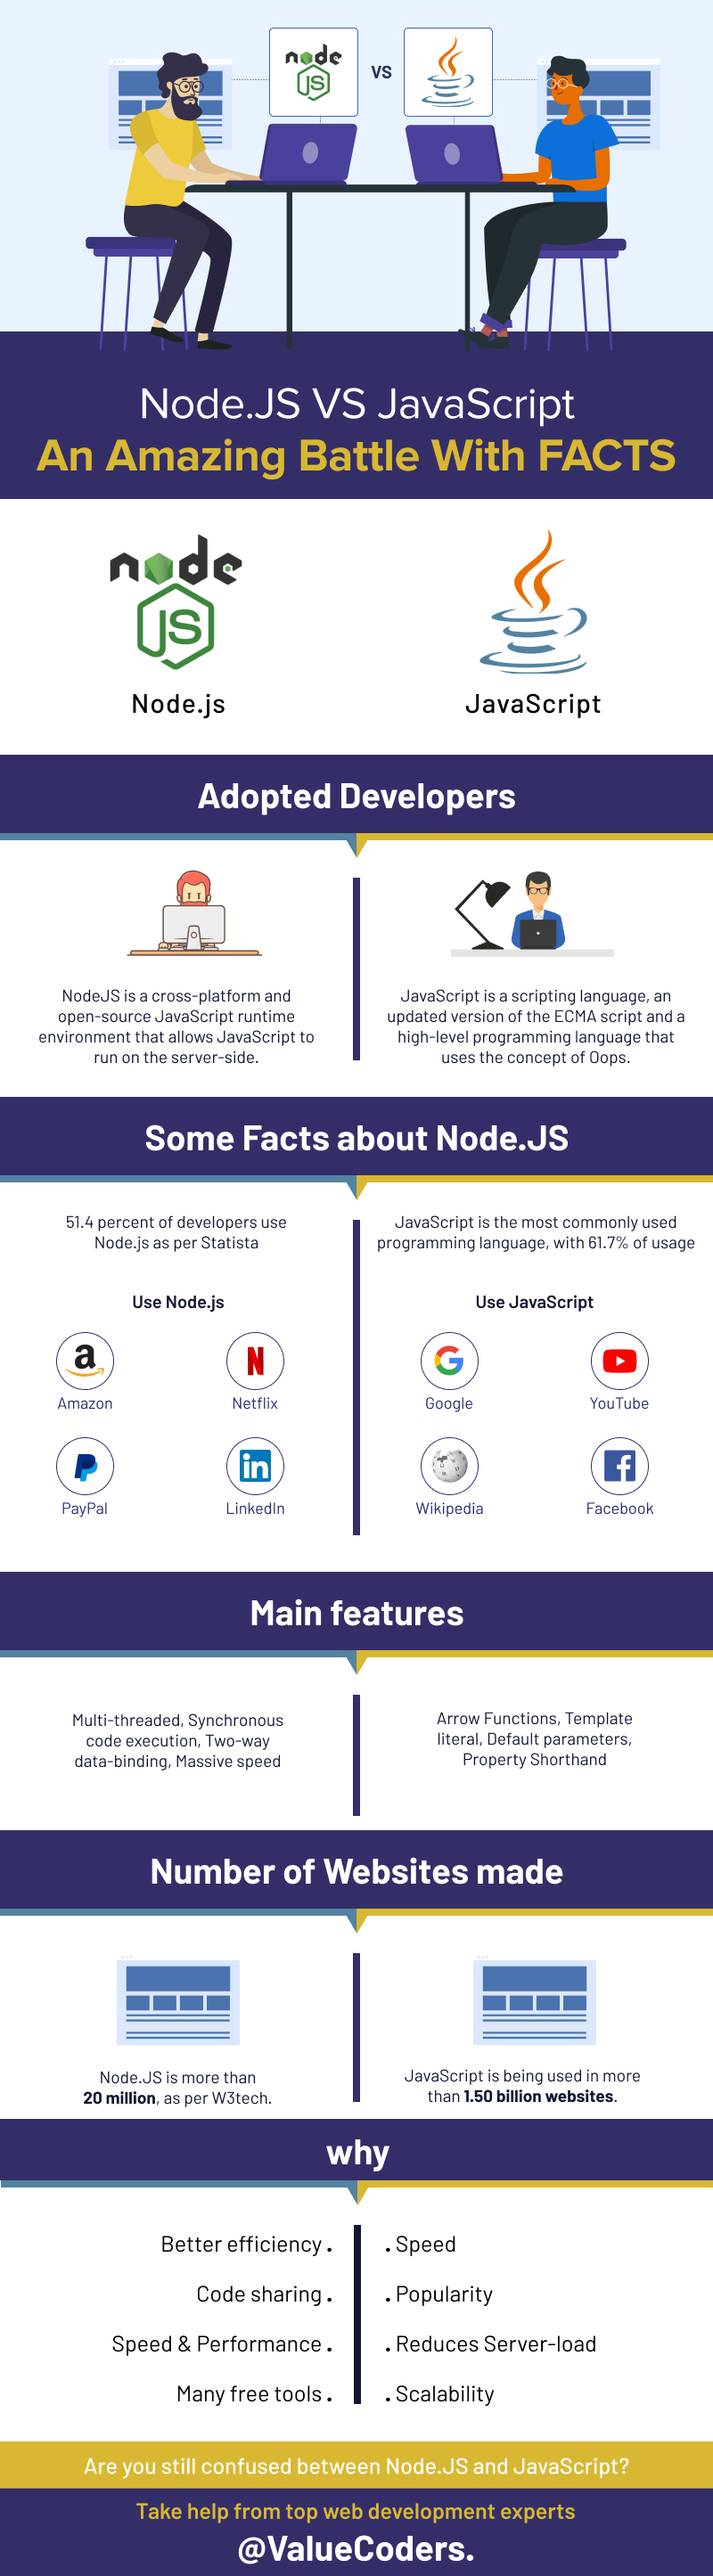 node
JS
VS
Node.JS VS JavaScript
An Amazing Battle With FACTS
node
JS
Node.js
JavaScript
Adopted Developers
NodeJS is a cross-platform and
open-source JavaScript runtime
environment that allows JavaScript to
run on the server-side.
JavaScript is a scripting language, an
updated version of the ECMA script and a
high-level programming language that
uses the concept of Oops.
Some Facts about Node.JS
51.4 percent of developers use
Node.js as per Statista
Use Node.js
a
Amazon
N
Netflix
PayPal
in
LinkedIn
JavaScript is the most commonly used
programming language, with 61.7% of usage
Use JavaScript
G
Google
YouTube
Wikipedia
f
Facebook
Main features
Multi-threaded, Synchronous
code execution, Two-way
data-binding, Massive speed
Arrow Functions, Template
literal, Default parameters,
Property Shorthand
Number of Websites made
Node.JS is more than
20 million, as per W3tech.
JavaScript is being used in more
than 1.50 billion websites.
why
Better efficiency .
Code sharing .
Speed & Performance .
Many free tools .
. Speed
. Popularity
. Reduces Server-load
. Scalability
Are you still confused between Node.JS and JavaScript?
Take help from top web development experts
@ValueCoders.